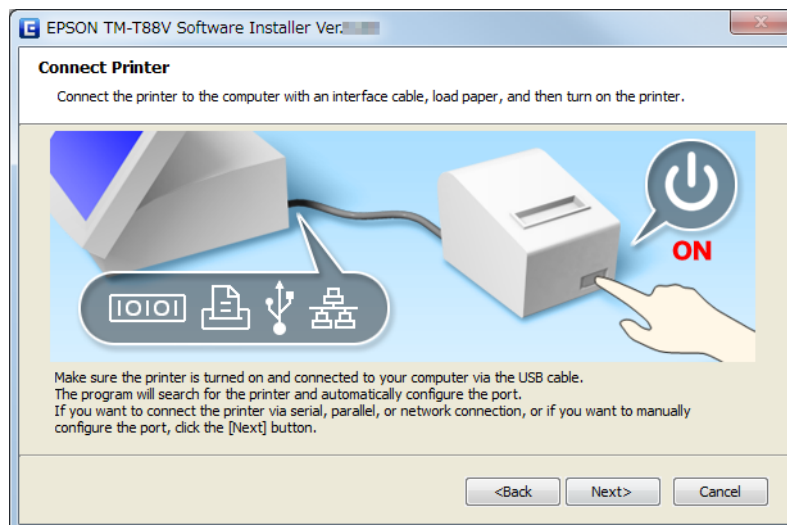 EPSON TM-T88V Software Installer Ver.
Connect Printer
Connect the printer to the computer with an interface cable, load paper, and then turn on the printer.
IOIOI
ON
Make sure the printer is turned on and connected to your computer via the USB cable.
The program will search for the printer and automatically configure the port.
If you want to connect the printer via serial, parallel, or network connection, or if you want to manually
configure the port, click the [Next] button.
<Back
Next>
Cancel